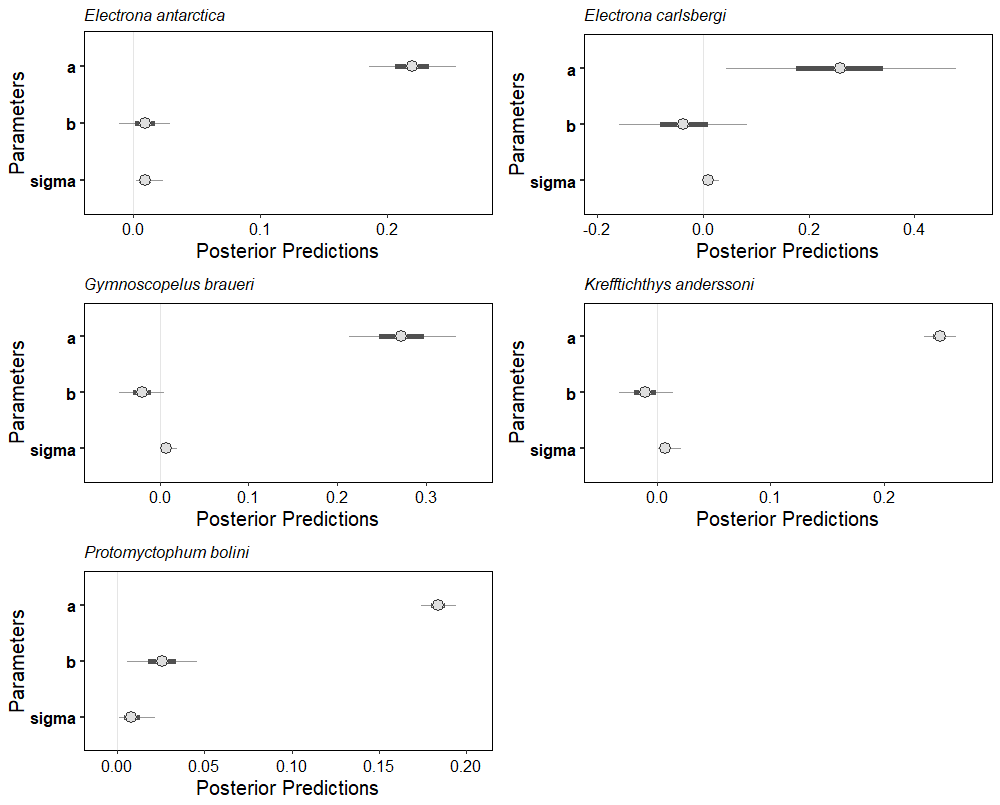 Electrona antarctica
Parameters
a
b
sigma
0.0 0.1 0.2
Posterior Predictions
Electrona carlsbergi
Parameters
a
b
sigma
-0.2 0.0 0.2 0.4
Posterior Predictions
Gymnoscopelus braueri
Parameters
a
b
sigma
0.0 0.1 0.2 0.3
Posterior Predictions
Krefftichthys anderssoni
Parameters
a
b
sigma
0.0 0.1 0.2
Posterior Predictions
Protomyctophum bolini
Parameters
a
b
sigma
0.00 0.05 0.10 0.15 0.20
Posterior Predictions